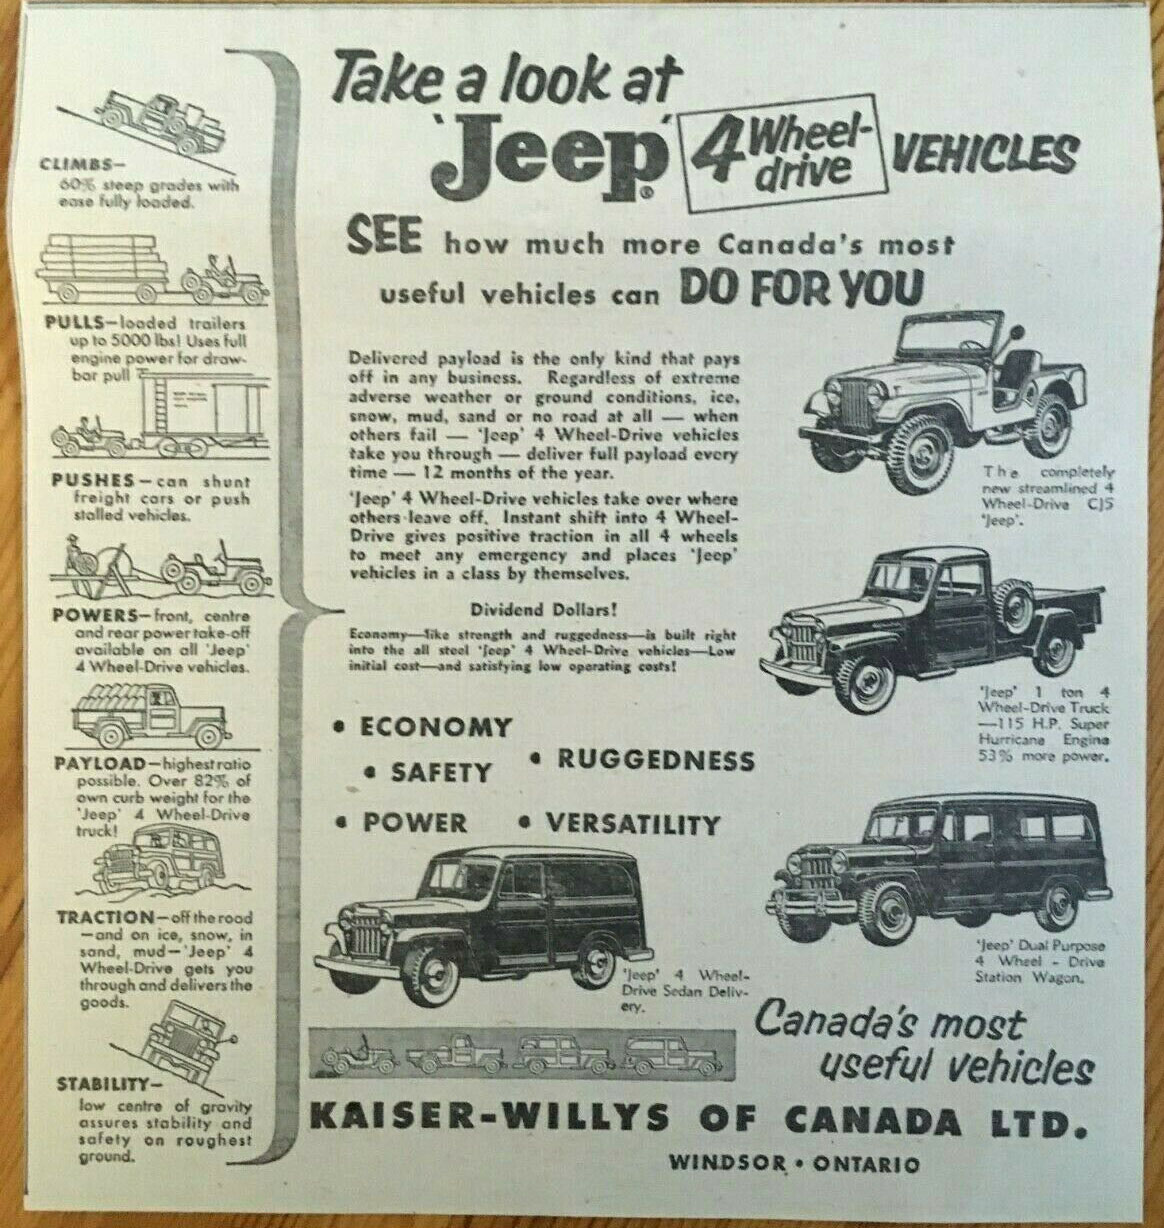 Take a look at
'Jeep' 4 Wheel-drive VEHICLES
®
SEE how much more Canada's most
useful vehicles can DO FOR YOU
CLIMBS—
60% steep grades with
ease fully loaded.
PULLS—loaded trailers
up to 5000 lbs! Uses full
engine power for draw-
bar pull
PUSHES—can shunt
freight cars or push
stalled vehicles.
POWERS—front, centre
and rear power take-off
available on all 'Jeep'
4 Wheel-Drive vehicles.
PAYLOAD—highest ratio
possible. Over 82% of
own curb weight for the
'Jeep' 4 Wheel-Drive
truck!
TRACTION—off the road
—and on ice, snow, in
sand, mud—'Jeep' 4
Wheel-Drive gets you
through and delivers the
goods.
STABILITY—
low centre of gravity
assures stability and
safety on roughest
ground.
Delivered payload is the only kind that pays
off in any business. Regardless of extreme
adverse weather or ground conditions, ice,
snow, mud, sand or no road at all — when
others fail — 'Jeep' 4 Wheel-Drive vehicles
take you through — deliver full payload every
time — 12 months of the year.
'Jeep' 4 Wheel-Drive vehicles take over where
others leave off. Instant shift into 4 Wheel-
Drive gives positive traction in all 4 wheels
to meet any emergency and places 'Jeep'
vehicles in a class by themselves.
Dividend Dollars!
Economy—like strength and ruggedness—is built right
into the all steel 'Jeep' 4 Wheel-Drive vehicles—Low
initial cost—and satisfying low operating costs!
• ECONOMY
• RUGGEDNESS
• SAFETY
• POWER • VERSATILITY
The completely
new streamlined 4
Wheel-Drive CJ5
'Jeep'.
'Jeep' 1 ton 4
Wheel-Drive Truck
—115 H.P. Super
Hurricane Engine
53% more power.
'Jeep' Dual Purpose
4 Wheel - Drive
Station Wagon.
'Jeep' 4 Wheel-
Drive Sedan Deliv-
ery.
Canada's most
useful vehicles
KAISER-WILLYS OF CANADA LTD.
WINDSOR • ONTARIO